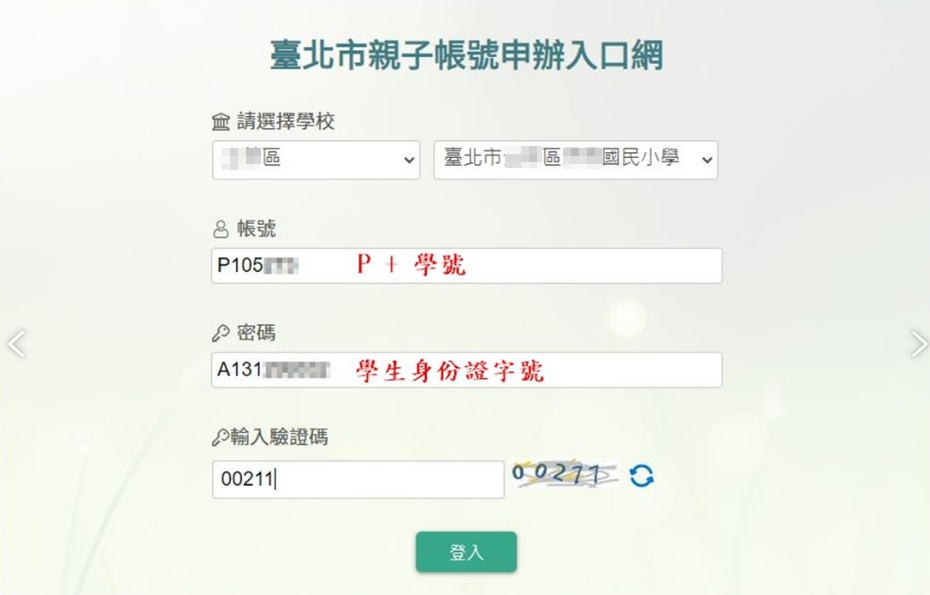 臺北市親子帳號申辦入口網
請選擇學校
區 臺北市 區 國民小學
帳號
P105 P + 學號
密碼
A131 學生身份證字號
輸入驗證碼
00211 00211
登入